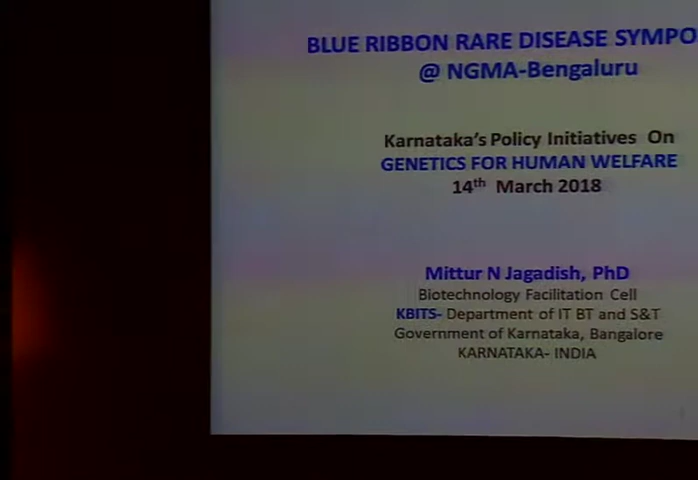 BLUE RIBBON RARE DISEASE SYMPO
@ NGMA-Bengaluru
Karnataka's Policy Initiatives On
GENETICS FOR HUMAN WELFARE
14th March 2018
Mittur N Jagadish, PhD
Biotechnology Facilitation Cell
KBITS- Department of IT BT and S&T
Government of Karnataka, Bangalore
KARNATAKA- INDIA